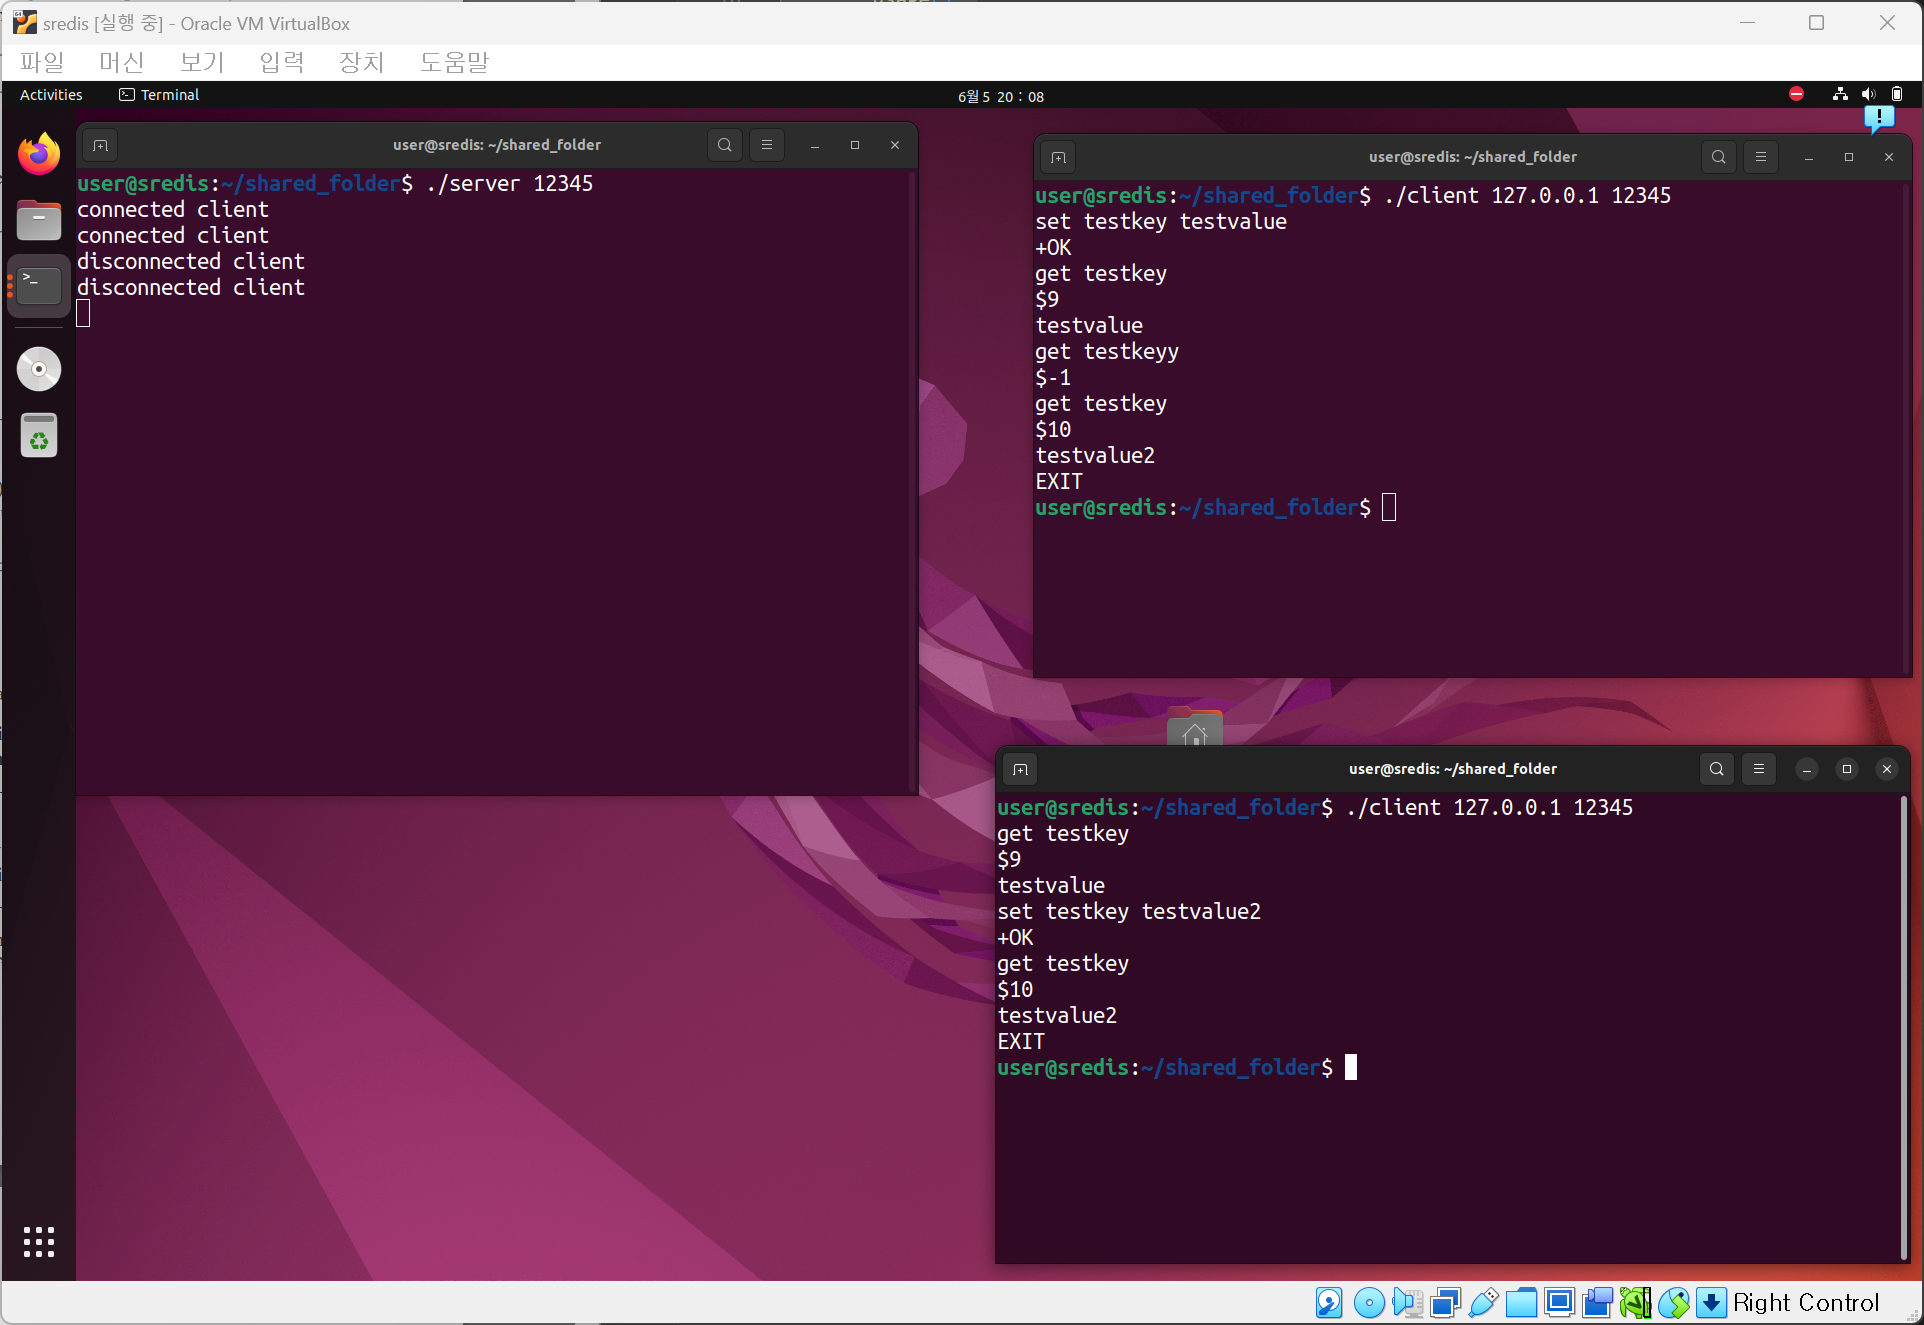 sredis [실행 중] - Oracle VM VirtualBox
파일 머신 보기 입력 장치 도움말
Activities Terminal 6월 5 20 : 08
user@sredis: ~/shared_folder
user@sredis:~/shared_folder$ ./server 12345
connected client
connected client
disconnected client
disconnected client
user@sredis: ~/shared_folder
user@sredis:~/shared_folder$ ./client 127.0.0.1 12345
set testkey testvalue
+OK
get testkey
$9
testvalue
get testkeyy
$-1
get testkey
$10
testvalue2
EXIT
user@sredis:~/shared_folder$
user@sredis: ~/shared_folder
user@sredis:~/shared_folder$ ./client 127.0.0.1 12345
get testkey
$9
testvalue
set testkey testvalue2
+OK
get testkey
$10
testvalue2
EXIT
user@sredis:~/shared_folder$
Right Control